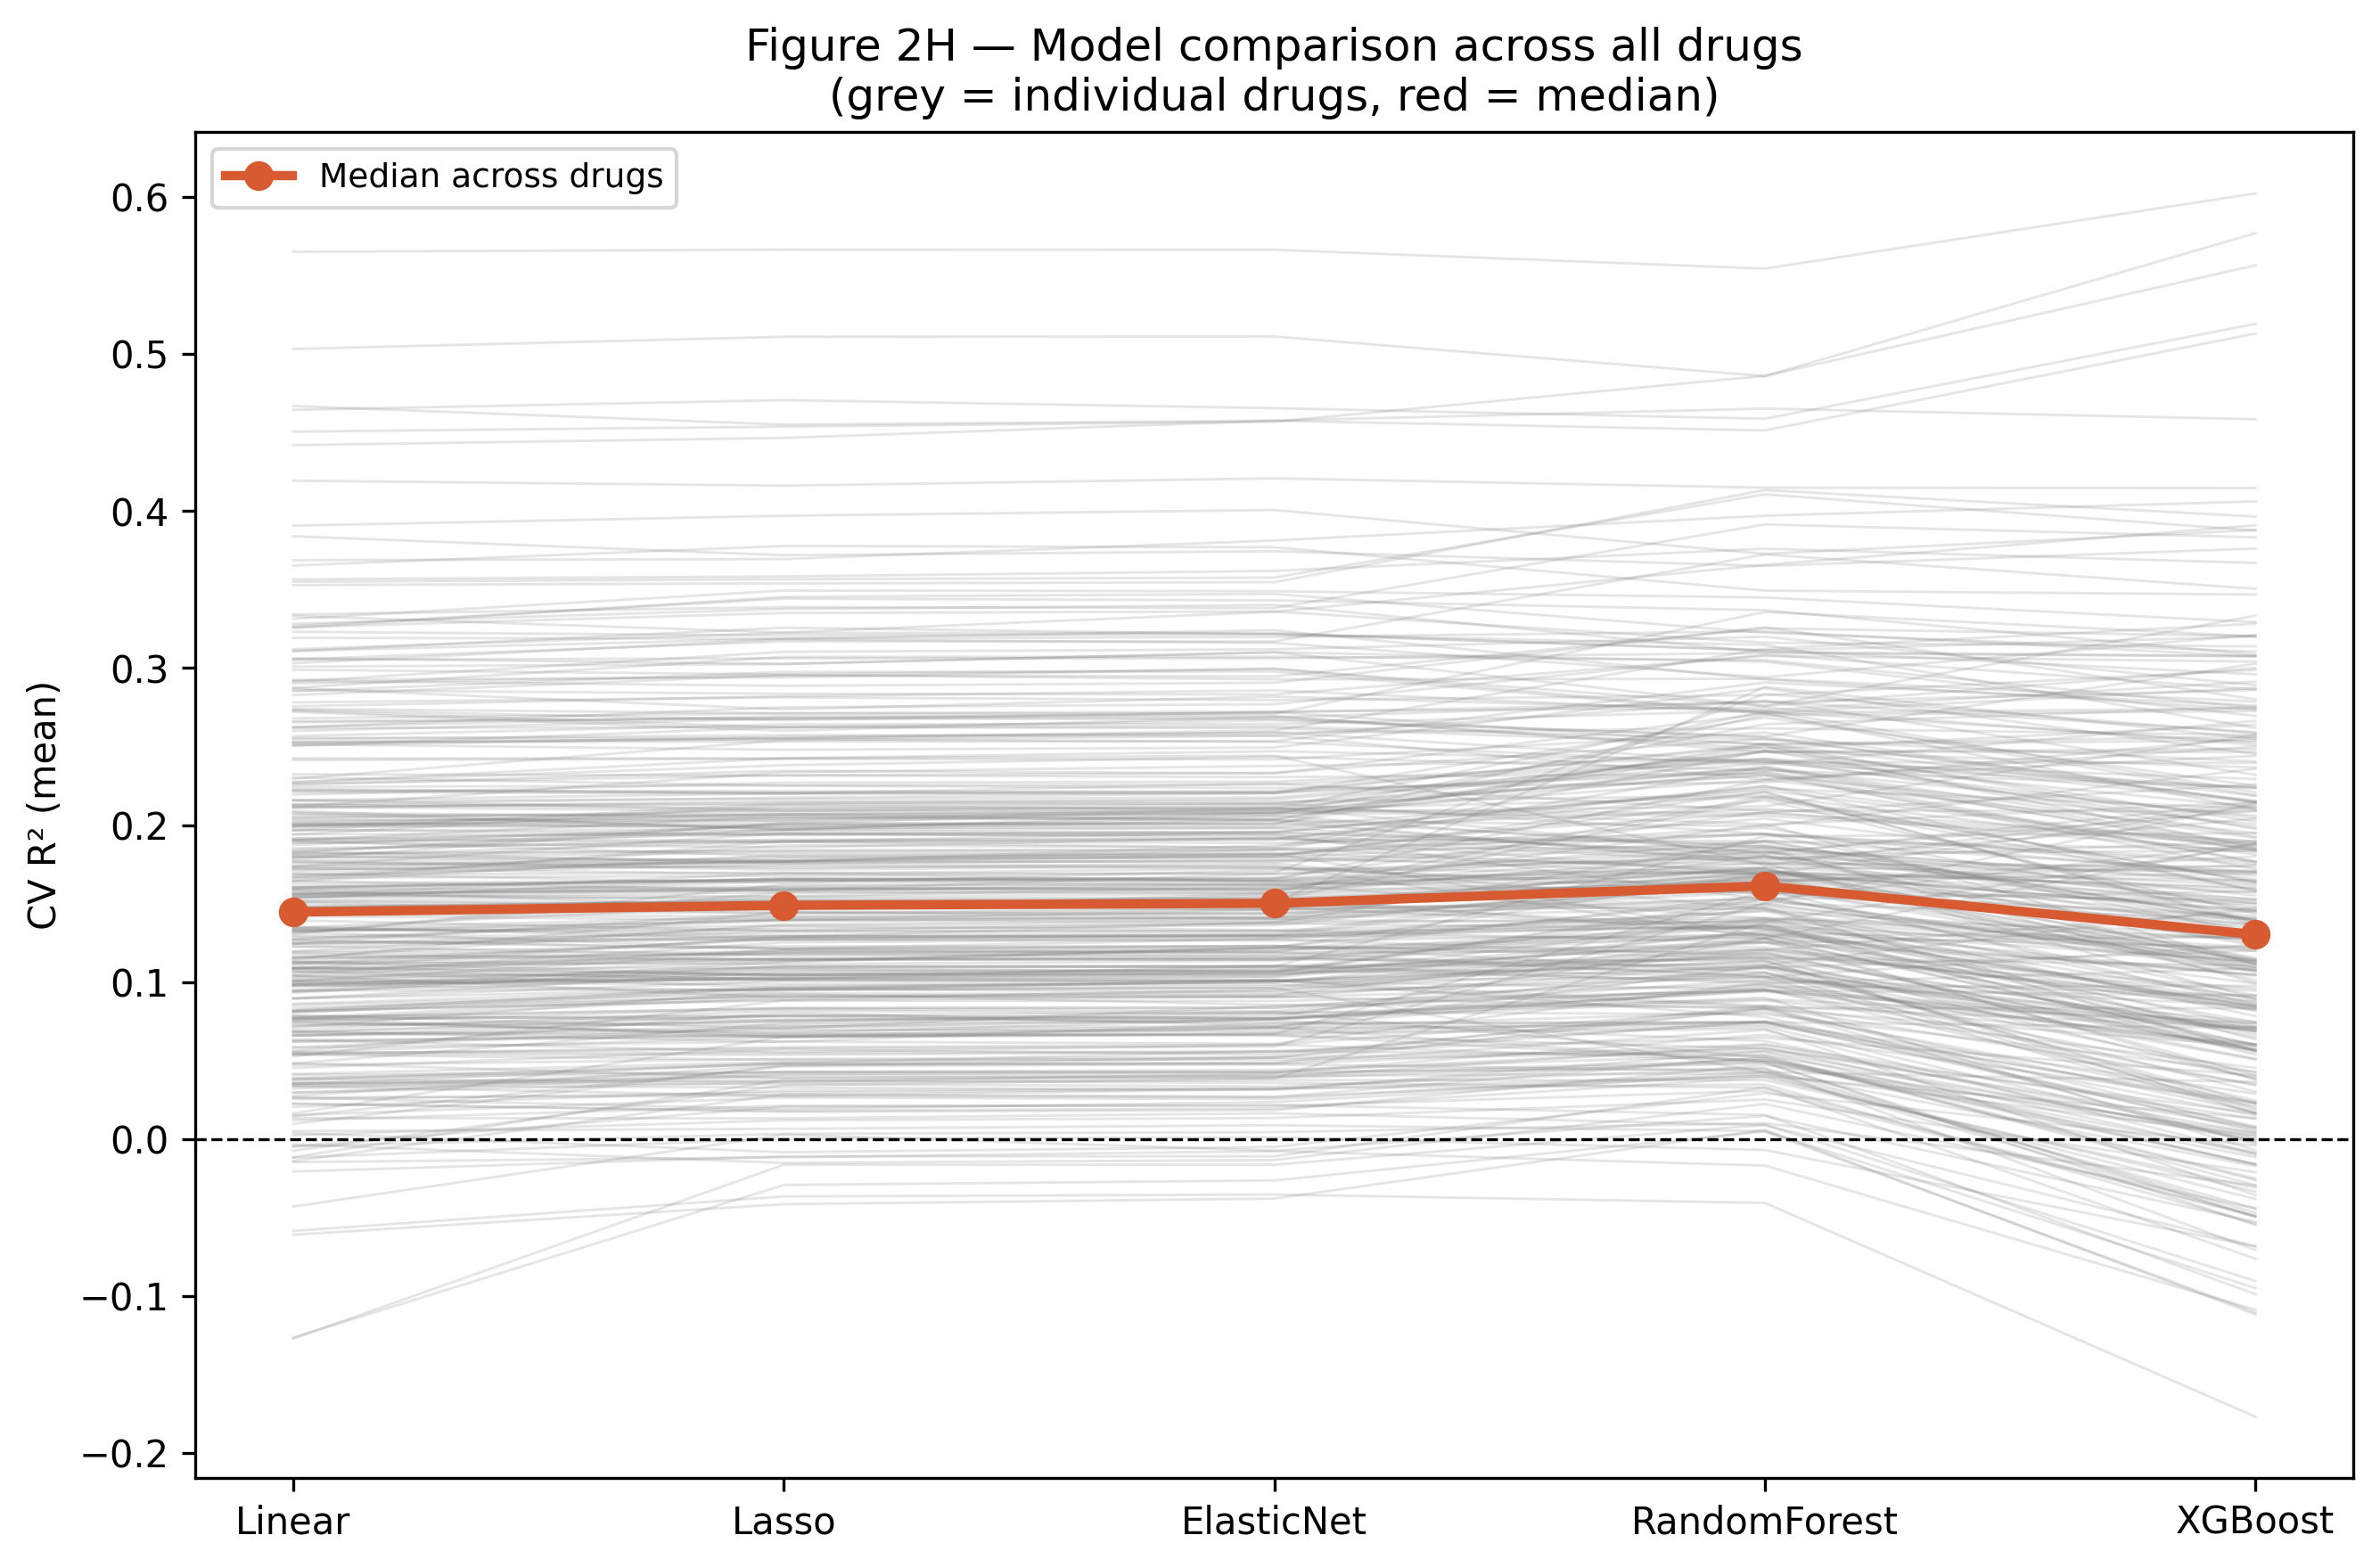 Figure 2H — Model comparison across all drugs
(grey = individual drugs, red = median)
Median across drugs
CV R² (mean)
0.6
0.5
0.4
0.3
0.2
0.1
0.0
−0.1
−0.2
Linear
Lasso
ElasticNet
RandomForest
XGBoost